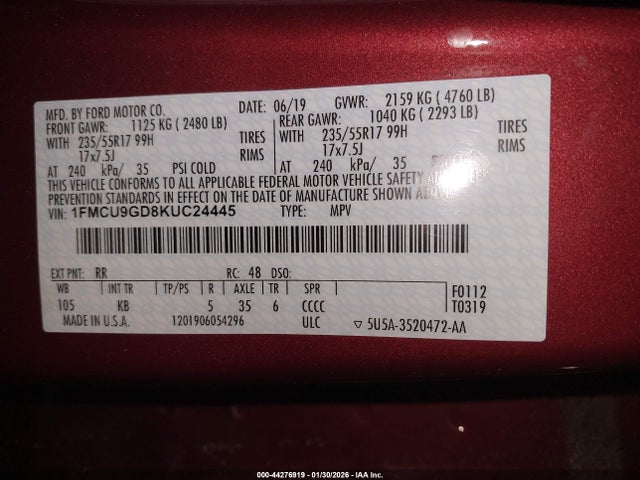 MFD. BY FORD MOTOR CO. DATE: 06/19 GVWR: 2159 KG ( 4760 LB)
FRONT GAWR: 1125 KG ( 2480 LB) REAR GAWR: 1040 KG ( 2293 LB)
WITH 235/55R17 99H TIRES WITH 235/55R17 99H TIRES
17x7.5J RIMS 17x7.5J RIMS
AT 240 kPa/ 35 PSI COLD AT 240 kPa/ 35
THIS VEHICLE CONFORMS TO ALL APPLICABLE FEDERAL MOTOR VEHICLE SAFETY AND
PREVENTION STANDARDS IN EFFECT ON THE DATE OF MANUFACTURE SHOWN ABOVE.
VIN: 1FMCU9GD8KUC24445 TYPE: MPV
EXT PNT: RR RC: 48 DSO:
WB INT TR TP/PS R AXLE TR SPR F0112
105 KB 5 35 6 CCCC T0319
MADE IN U.S.A. 1201906054296 ULC ▽ 5U5A-3520472-AA
000-44276919 - 01/30/2026 - IAA Inc.